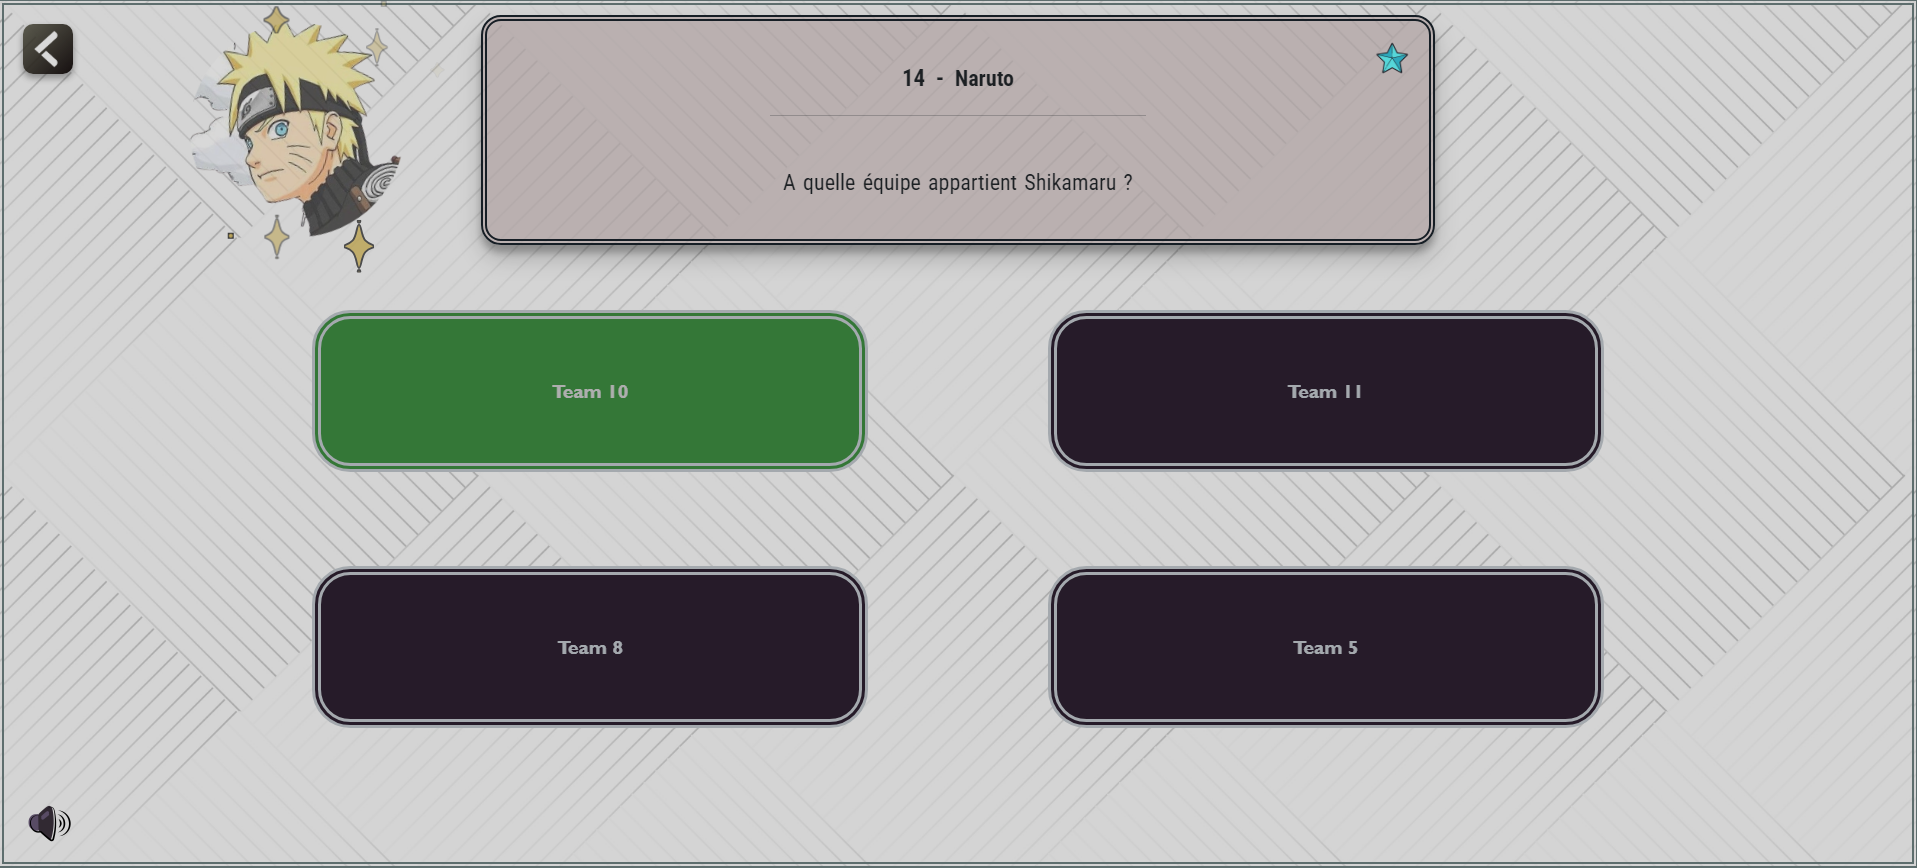 14 - Naruto
A quelle équipe appartient Shikamaru ?
Team 10
Team 11
Team 8
Team 5